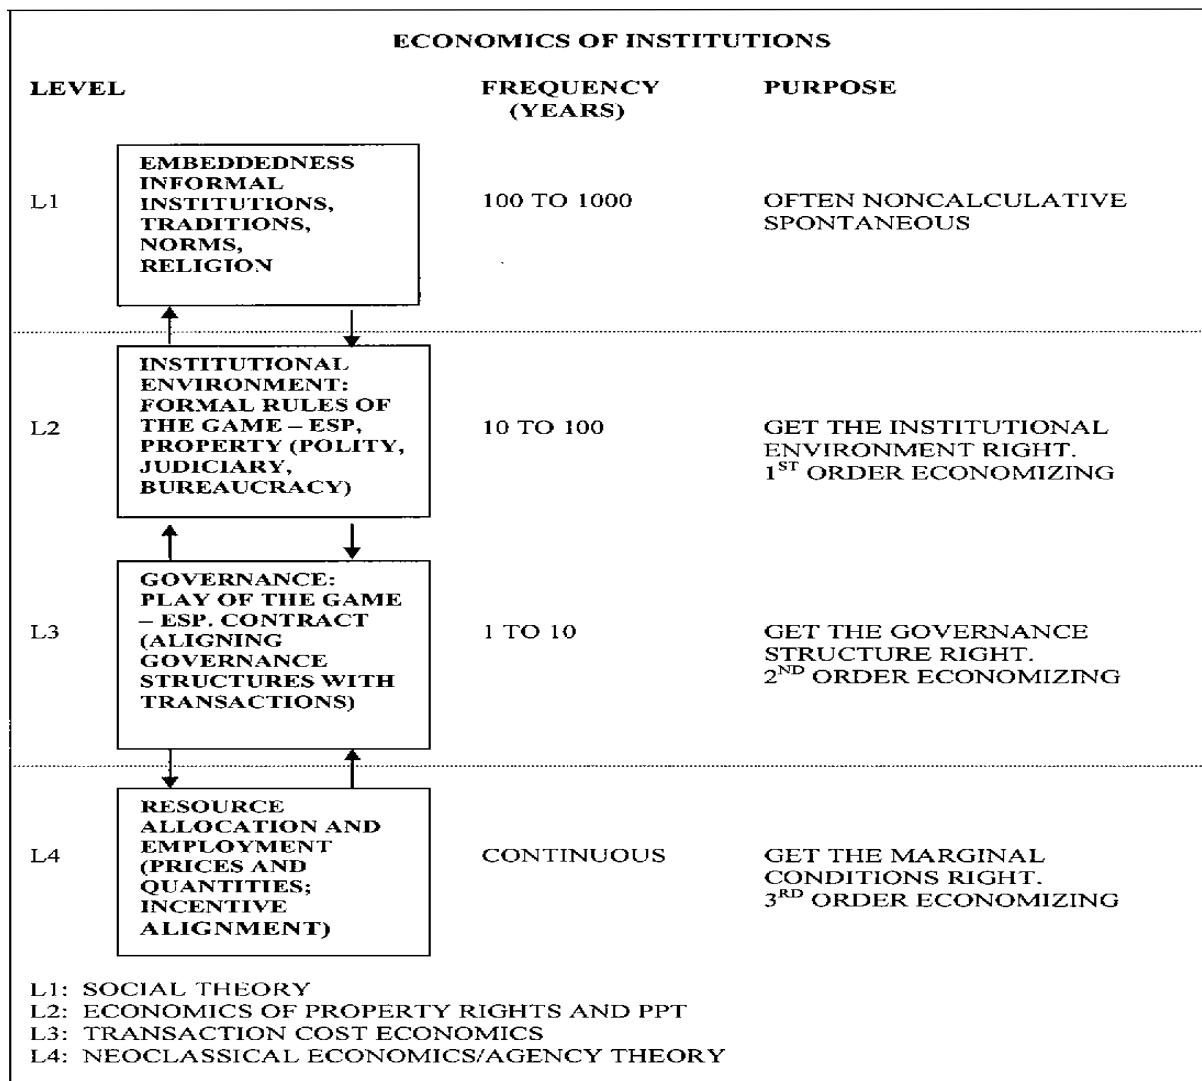 ECONOMICS OF INSTITUTIONS
LEVEL
FREQUENCY
(YEARS)
PURPOSE
L1
EMBEDDEDNESS
INFORMAL
INSTITUTIONS,
TRADITIONS,
NORMS,
RELIGION
100 TO 1000
OFTEN NONCALCULATIVE
SPONTANEOUS
L2
INSTITUTIONAL
ENVIRONMENT:
FORMAL RULES OF
THE GAME – ESP,
PROPERTY (POLITY,
JUDICIARY,
BUREAUCRACY)
10 TO 100
GET THE INSTITUTIONAL
ENVIRONMENT RIGHT.
1ST ORDER ECONOMIZING
L3
GOVERNANCE:
PLAY OF THE GAME
– ESP. CONTRACT
(ALIGNING
GOVERNANCE
STRUCTURES WITH
TRANSACTIONS)
1 TO 10
GET THE GOVERNANCE
STRUCTURE RIGHT.
2ND ORDER ECONOMIZING
L4
RESOURCE
ALLOCATION AND
EMPLOYMENT
(PRICES AND
QUANTITIES;
INCENTIVE
ALIGNMENT)
CONTINUOUS
GET THE MARGINAL
CONDITIONS RIGHT.
3RD ORDER ECONOMIZING
L1: SOCIAL THEORY
L2: ECONOMICS OF PROPERTY RIGHTS AND PPT
L3: TRANSACTION COST ECONOMICS
L4: NEOCLASSICAL ECONOMICS/AGENCY THEORY